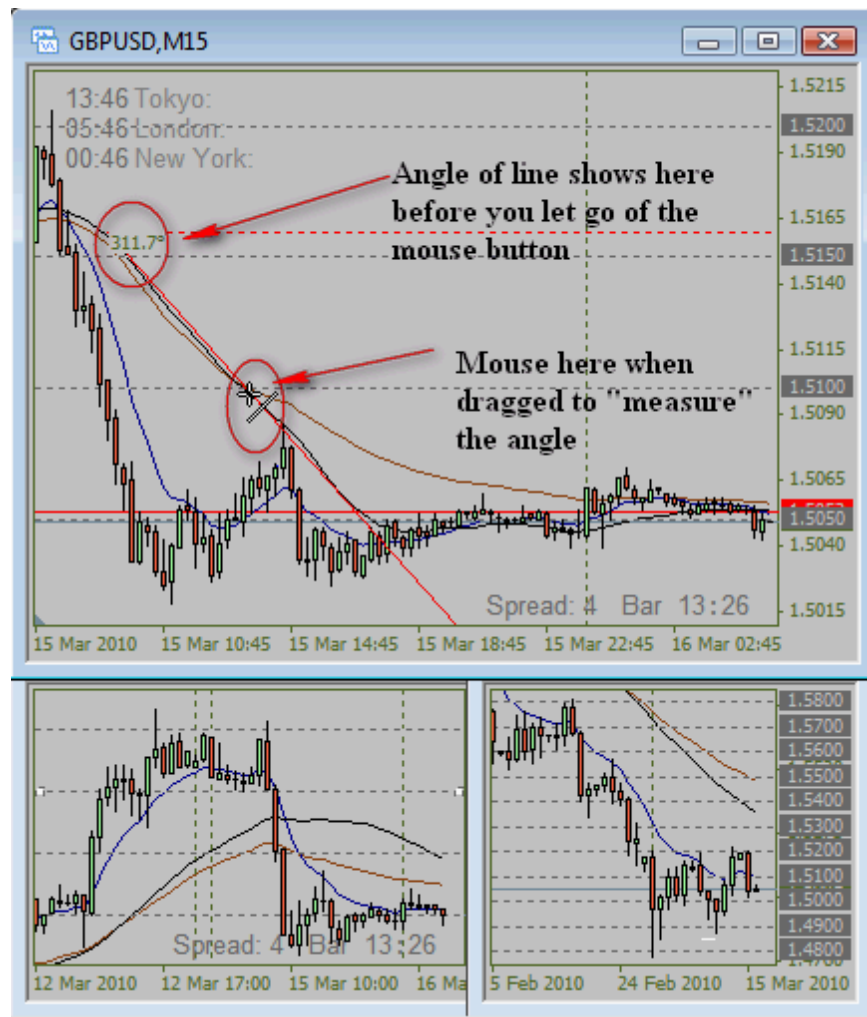 GBPUSD,M15
13:46 Tokyo:
05:46 London:
00:46 New York:
Angle of line shows here
before you let go of the
mouse button
311.7°
Mouse here when
dragged to "measure"
the angle
1.5215
1.5200
1.5190
1.5165
1.5150
1.5140
1.5115
1.5100
1.5090
1.5065
1.5050
1.5040
1.5015
Spread: 4 Bar 13:26
15 Mar 2010 15 Mar 10:45 15 Mar 14:45 15 Mar 18:45 15 Mar 22:45 16 Mar 02:45
Spread: 4 Bar 13:26
12 Mar 2010 12 Mar 17:00 15 Mar 10:00 16 Ma
1.5800
1.5700
1.5600
1.5500
1.5400
1.5300
1.5200
1.5100
1.5000
1.4900
1.4800
5 Feb 2010 24 Feb 2010 15 Mar 2010